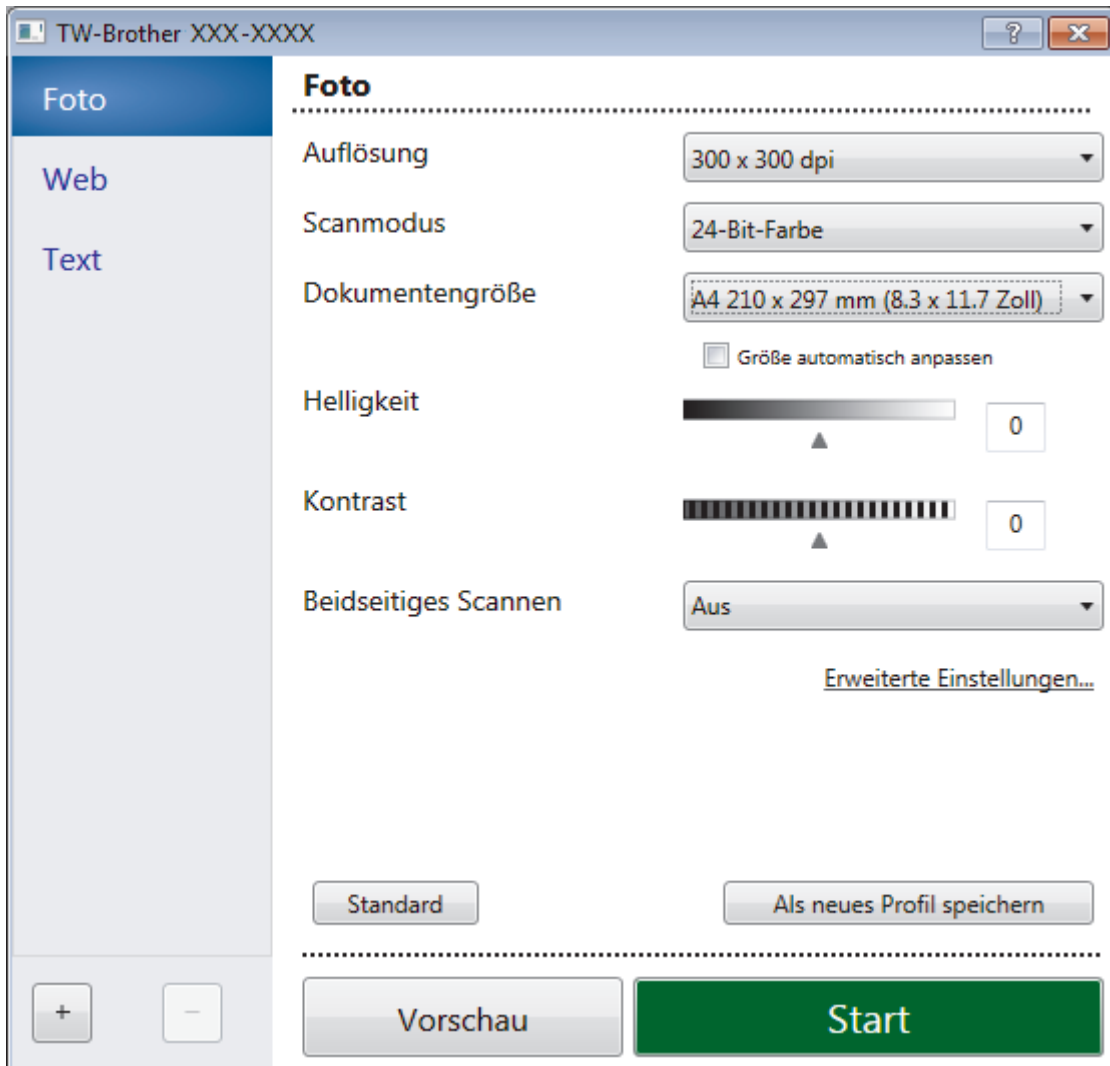 TW-Brother XXX-XXXX
?
Foto
Web
Text
Foto
Auflösung
300 x 300 dpi
Scanmodus
24-Bit-Farbe
Dokumentengröße
A4 210 x 297 mm (8.3 x 11.7 Zoll)
Größe automatisch anpassen
Helligkeit
0
Kontrast
0
Beidseitiges Scannen
Aus
Erweiterte Einstellungen...
Standard
Als neues Profil speichern
+
−
Vorschau
Start